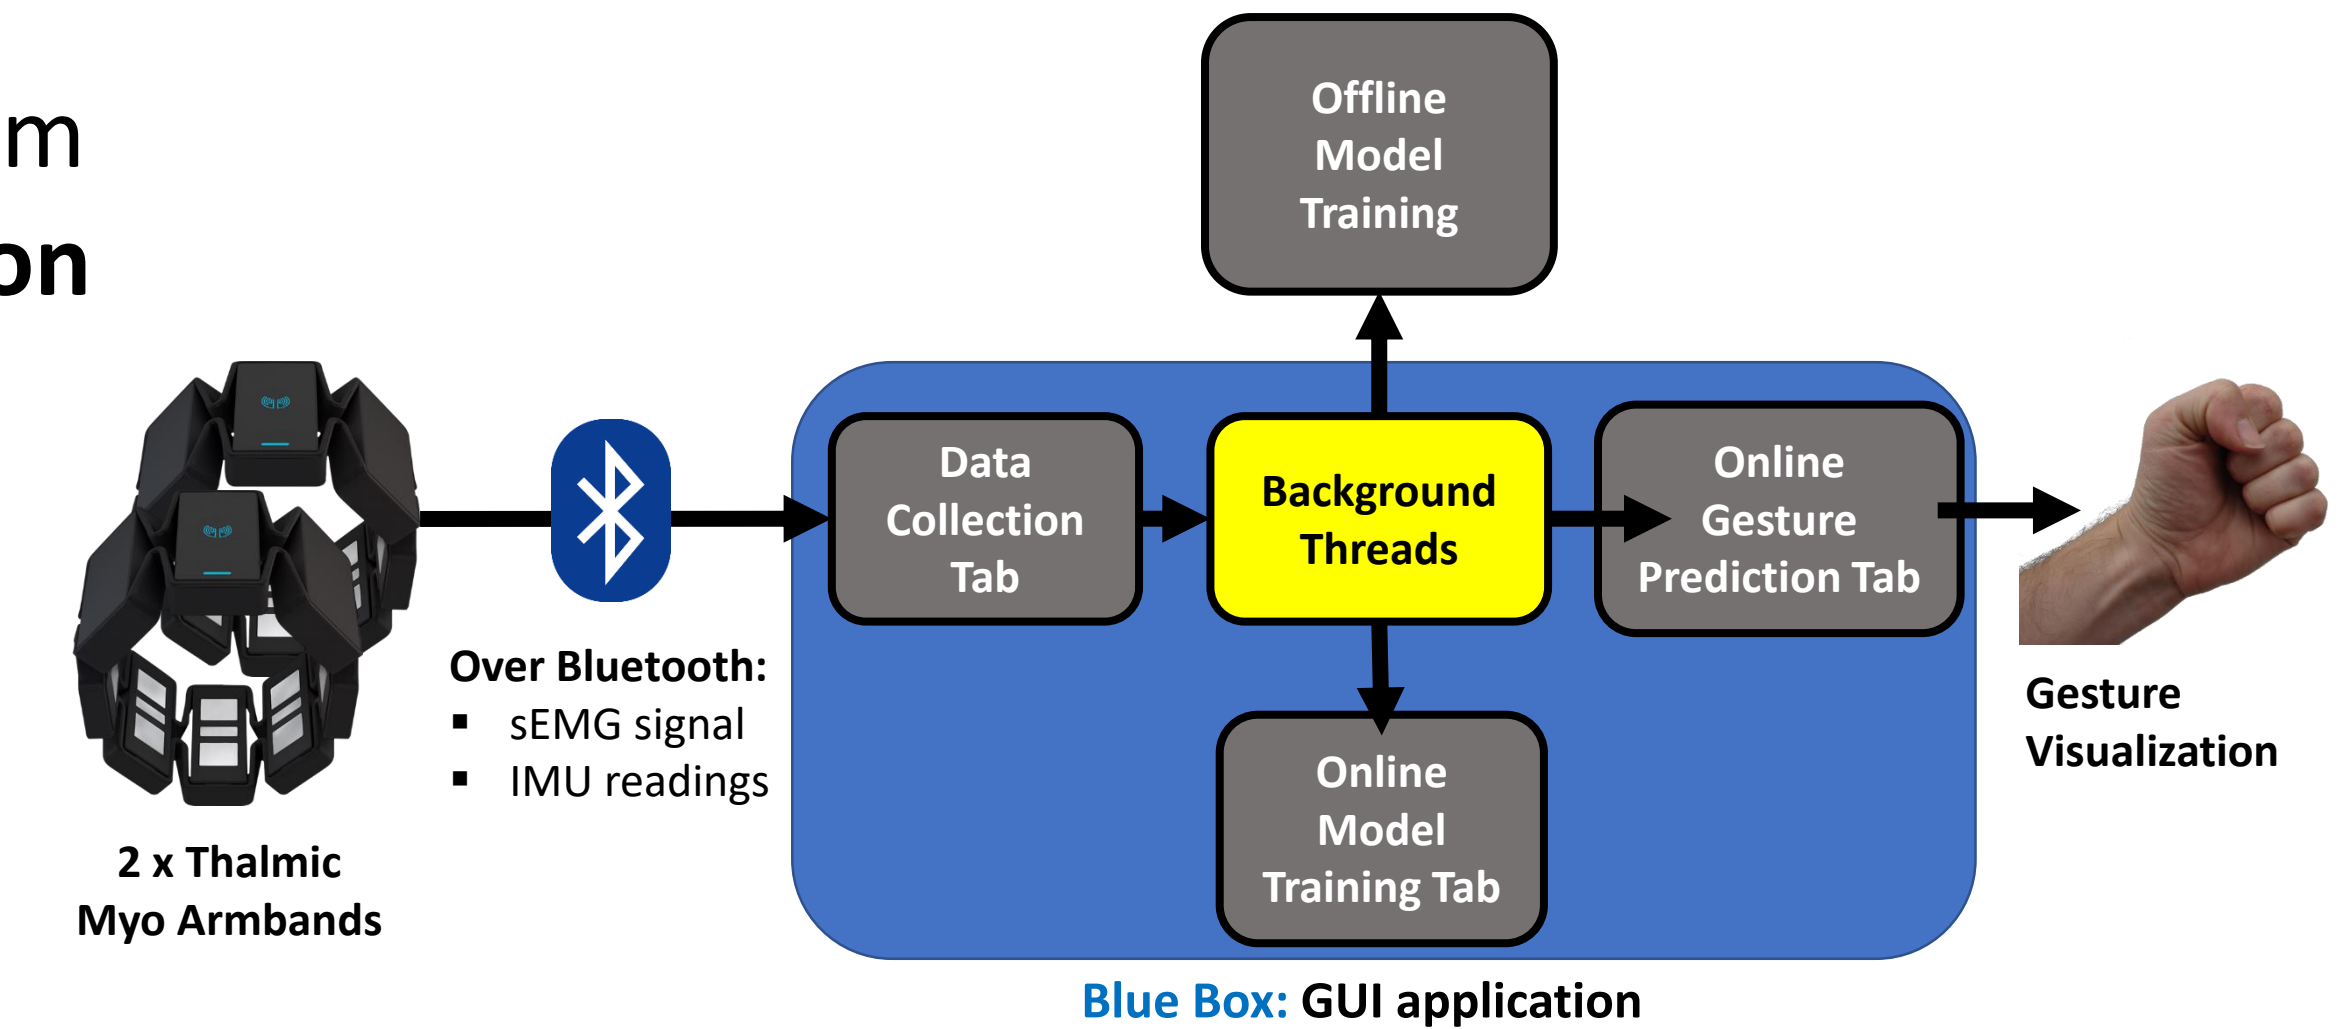 m
on
Offline
Model
Training
Data
Collection
Tab
Background
Threads
Online
Gesture
Prediction Tab
Over Bluetooth:
▪ sEMG signal
▪ IMU readings
Online
Model
Training Tab
Gesture
Visualization
2 x Thalmic
Myo Armbands
Blue Box: GUI application